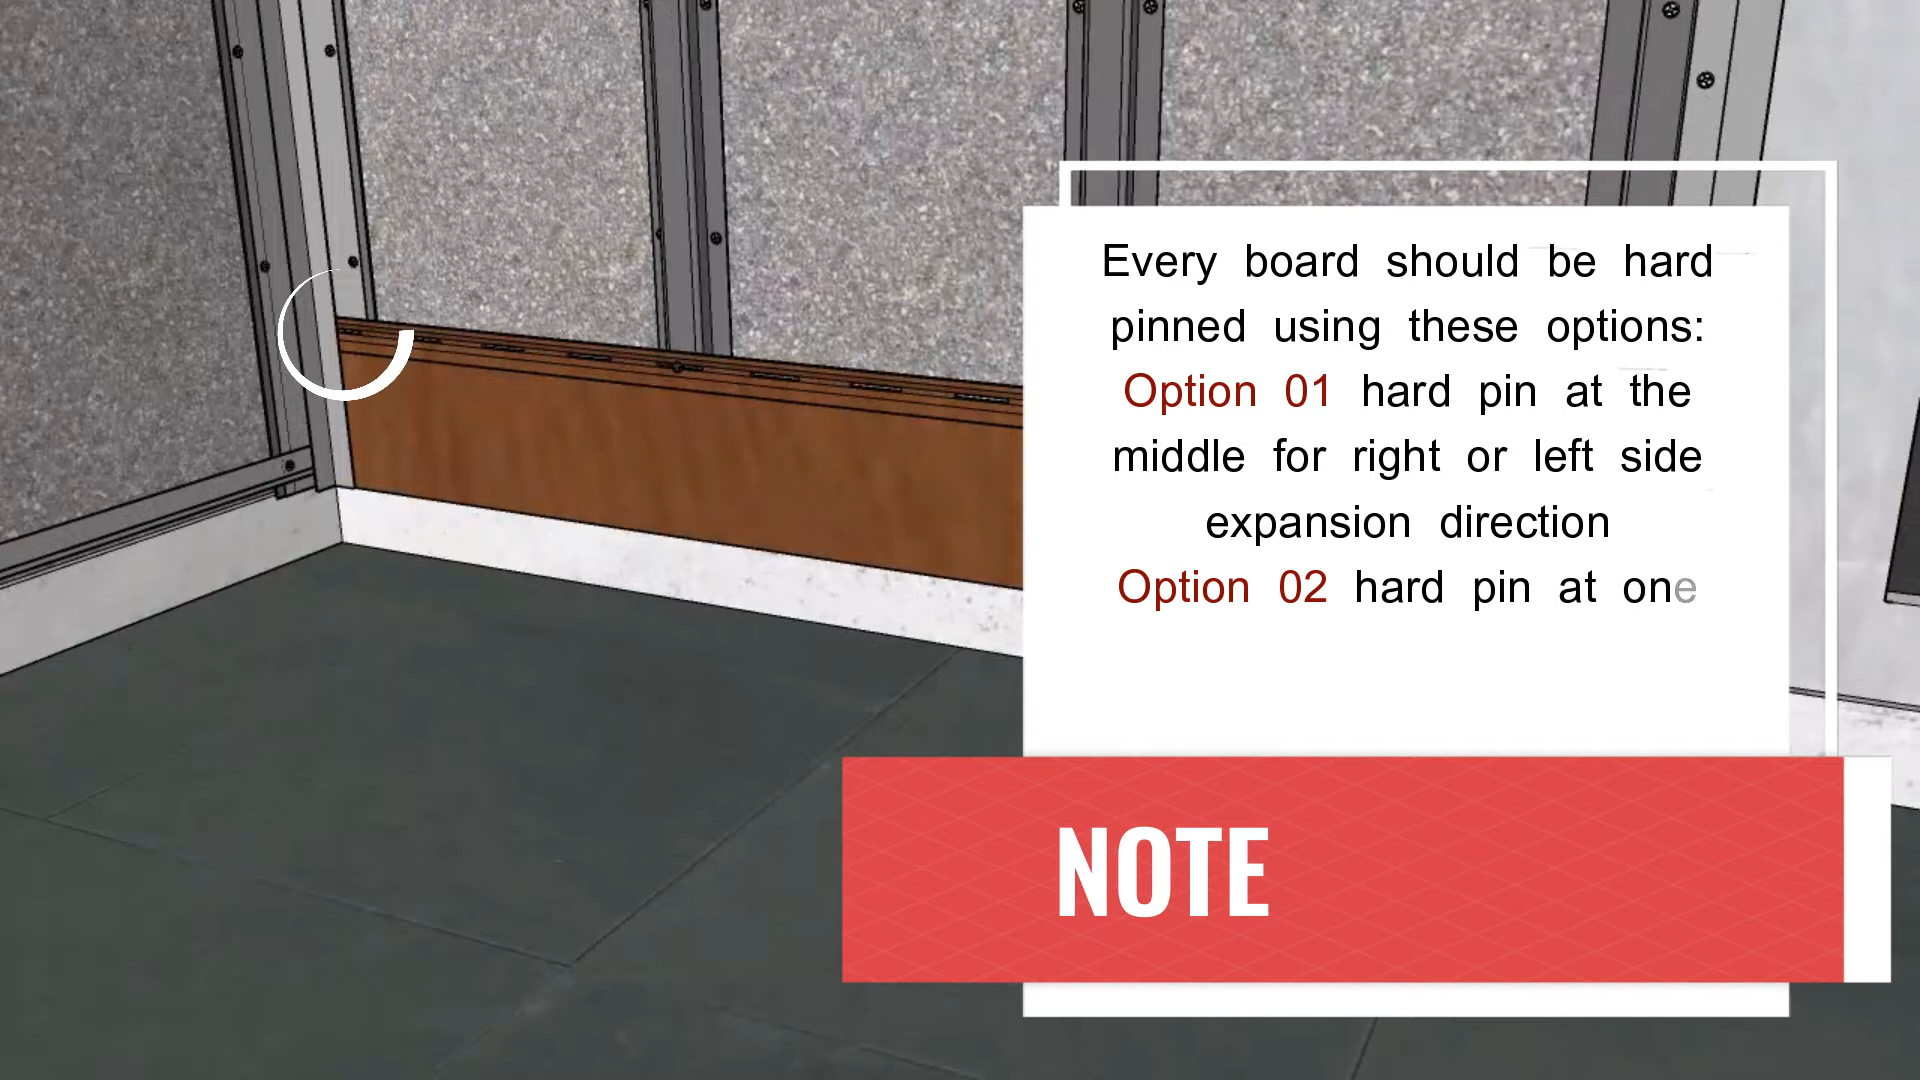 Every board should be hard
pinned using these options:
Option 01 hard pin at the
middle for right or left side
expansion direction
Option 02 hard pin at one
NOTE